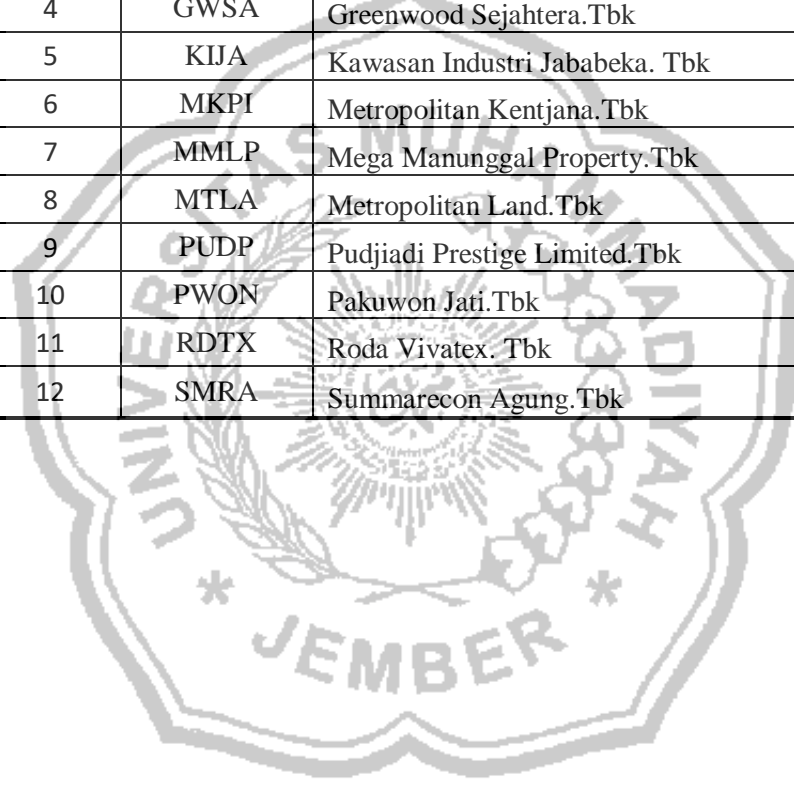 4 GWSA Greenwood Sejahtera.Tbk
5 KIJA Kawasan Industri Jababeka. Tbk
6 MKPI Metropolitan Kentjana.Tbk
7 MMLP Mega Manunggal Property.Tbk
8 MTLA Metropolitan Land.Tbk
9 PUDP Pudjiadi Prestige Limited.Tbk
10 PWON Pakuwon Jati.Tbk
11 RDTX Roda Vivatex. Tbk
12 SMRA Summarecon Agung.Tbk
UNIVERSITAS MUHAMMADIYAH
* JEMBER *